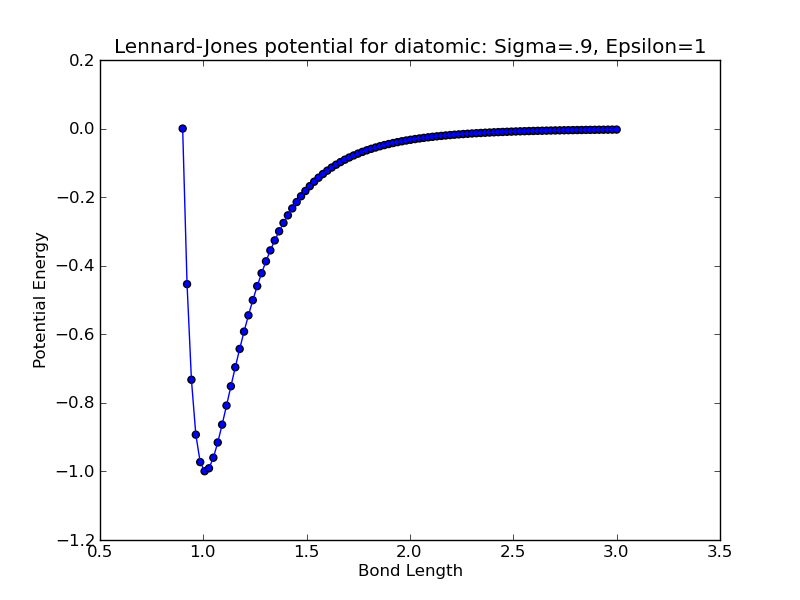 Lennard-Jones potential for diatomic: Sigma=.9, Epsilon=1
0.2
0.0
−0.2
−0.4
−0.6
−0.8
−1.0
−1.2
Potential Energy
0.5 1.0 1.5 2.0 2.5 3.0 3.5
Bond Length